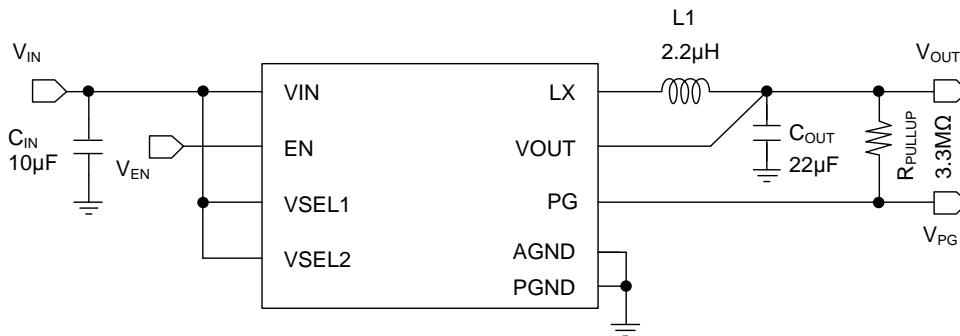 L1
2.2µH
VIN
VOUT
VIN
LX
CIN
10µF
VEN
EN
VOUT
COUT
22µF
RPULLUP
3.3MΩ
VSEL1
PG
VPG
VSEL2
AGND
PGND